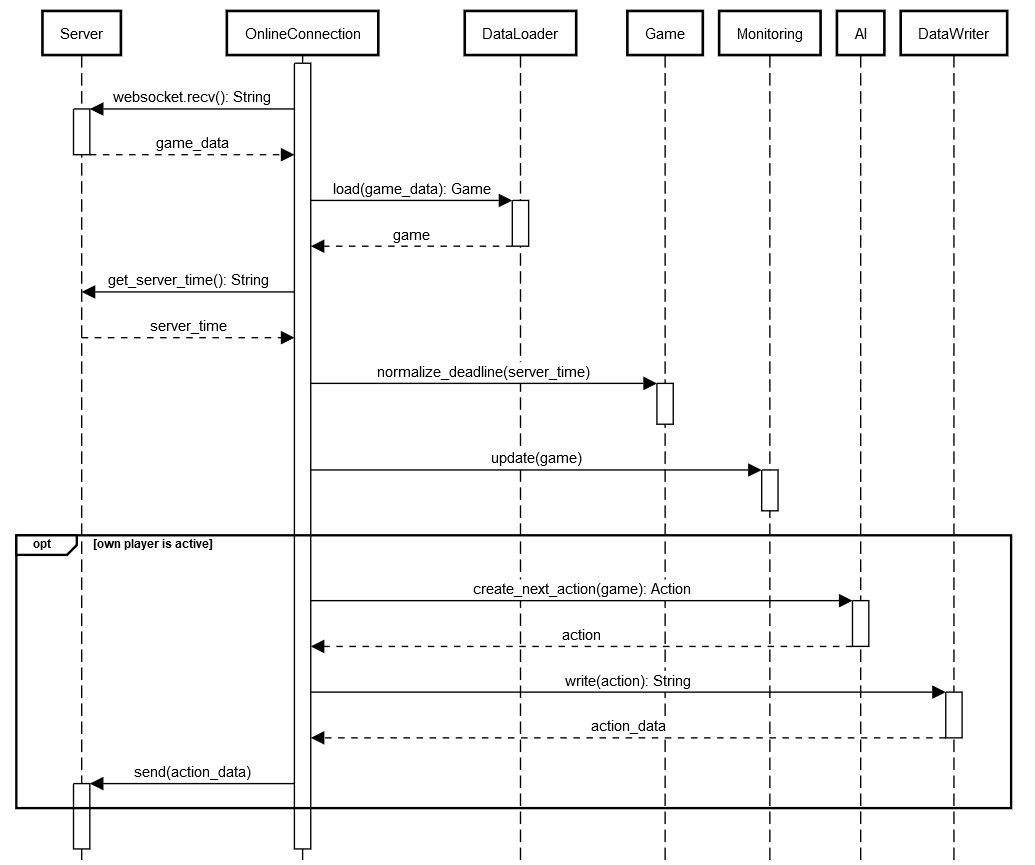 Server
OnlineConnection
DataLoader
Game
Monitoring
AI
DataWriter
websocket.recv(): String
game_data
load(game_data): Game
game
get_server_time(): String
server_time
normalize_deadline(server_time)
update(game)
opt
[own player is active]
create_next_action(game): Action
action
write(action): String
action_data
send(action_data)